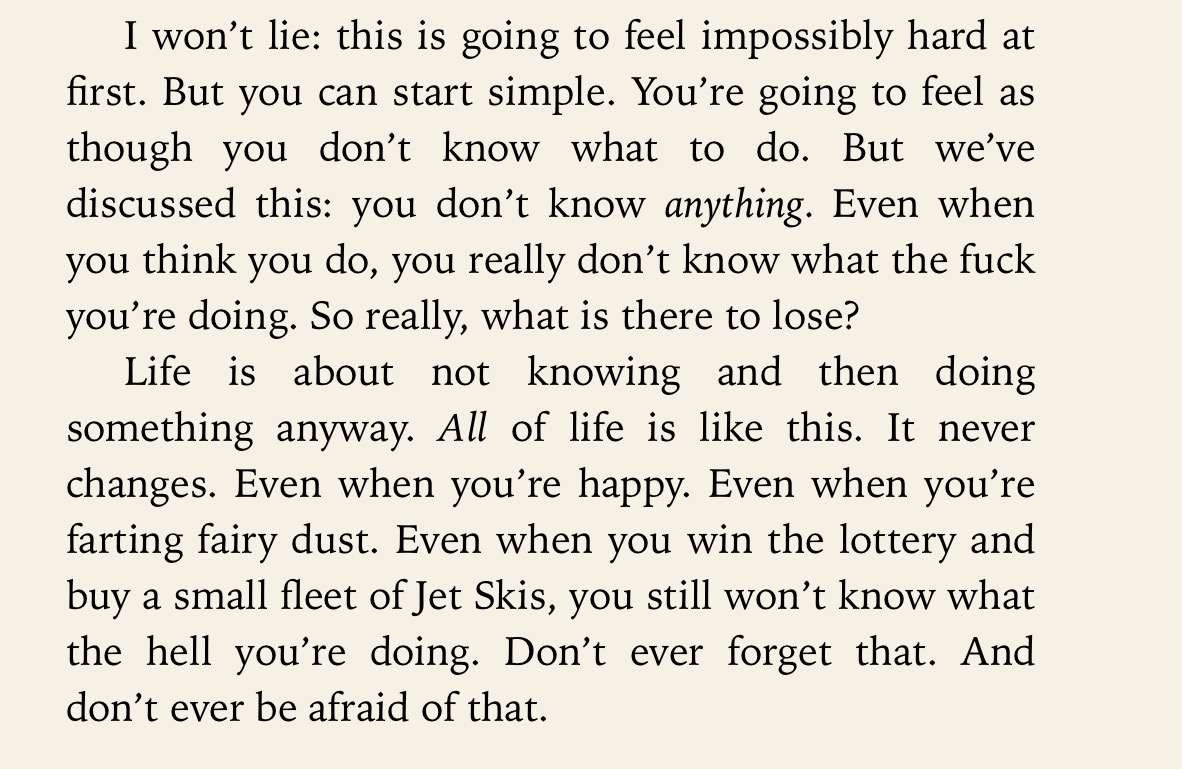 I won’t lie: this is going to feel impossibly hard at
first. But you can start simple. You’re going to feel as
though you don’t know what to do. But we’ve
discussed this: you don’t know anything. Even when
you think you do, you really don’t know what the fuck
you’re doing. So really, what is there to lose?
Life is about not knowing and then doing
something anyway. All of life is like this. It never
changes. Even when you’re happy. Even when you’re
farting fairy dust. Even when you win the lottery and
buy a small fleet of Jet Skis, you still won’t know what
the hell you’re doing. Don’t ever forget that. And
don’t ever be afraid of that.